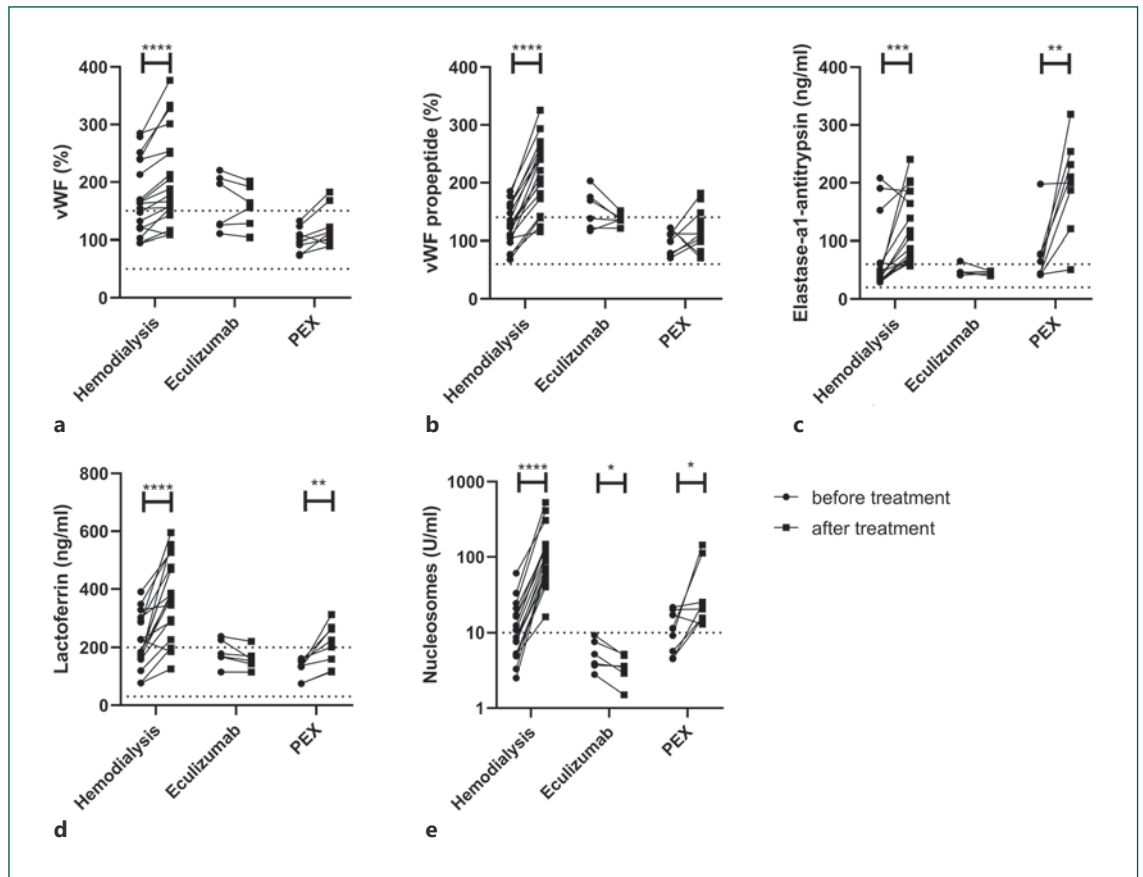 ****
400
300
200
100
0
vWF (%)
Hemodialysis
Eculizumab
PEX
a
****
400
300
200
100
0
vWF propeptide (%)
Hemodialysis
Eculizumab
PEX
b
***
**
400
300
200
100
0
Elastase-a1-antitrypsin (ng/ml)
Hemodialysis
Eculizumab
PEX
c
****
**
800
600
400
200
0
Lactoferrin (ng/ml)
Hemodialysis
Eculizumab
PEX
d
****
*
*
1000
100
10
1
Nucleosomes (U/ml)
Hemodialysis
Eculizumab
PEX
e
before treatment
after treatment